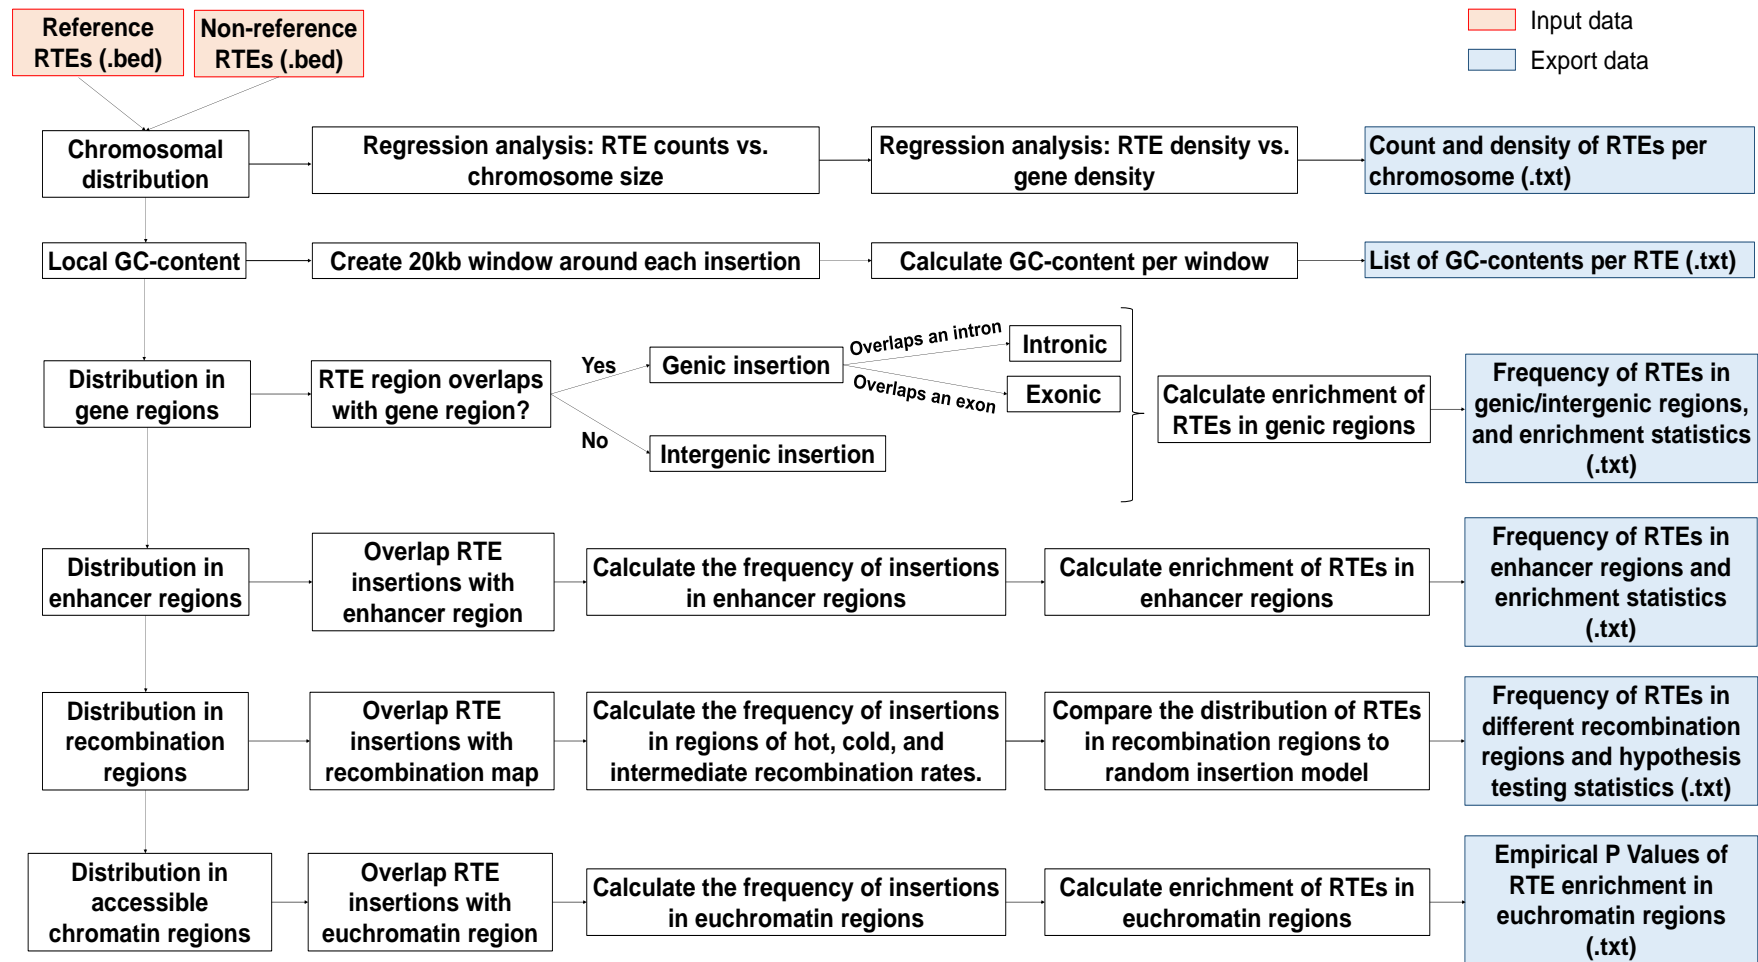 Reference
RTEs (.bed)
Non-reference
RTEs (.bed)
Input data
Export data
Chromosomal
distribution
Regression analysis: RTE counts vs.
chromosome size
Regression analysis: RTE density vs.
gene density
Count and density of RTEs per
chromosome (.txt)
Local GC-content
Create 20kb window around each insertion
Calculate GC-content per window
List of GC-contents per RTE (.txt)
Distribution in
gene regions
RTE region overlaps
with gene region?
Yes
No
Genic insertion
Intergenic insertion
Overlaps an intron
Overlaps an exon
Intronic
Exonic
Calculate enrichment of
RTEs in genic regions
Frequency of RTEs in
genic/intergenic regions,
and enrichment statistics
(.txt)
Distribution in
enhancer regions
Overlap RTE
insertions with
enhancer region
Calculate the frequency of insertions
in enhancer regions
Calculate enrichment of RTEs in
enhancer regions
Frequency of RTEs in
enhancer regions and
enrichment statistics
(.txt)
Distribution in
recombination
regions
Overlap RTE
insertions with
recombination map
Calculate the frequency of insertions
in regions of hot, cold, and
intermediate recombination rates.
Compare the distribution of RTEs
in recombination regions to
random insertion model
Frequency of RTEs in
different recombination
regions and hypothesis
testing statistics (.txt)
Distribution in
accessible
chromatin regions
Overlap RTE
insertions with
euchromatin region
Calculate the frequency of insertions
in euchromatin regions
Calculate enrichment of RTEs in
euchromatin regions
Empirical P Values of
RTE enrichment in
euchromatin regions
(.txt)